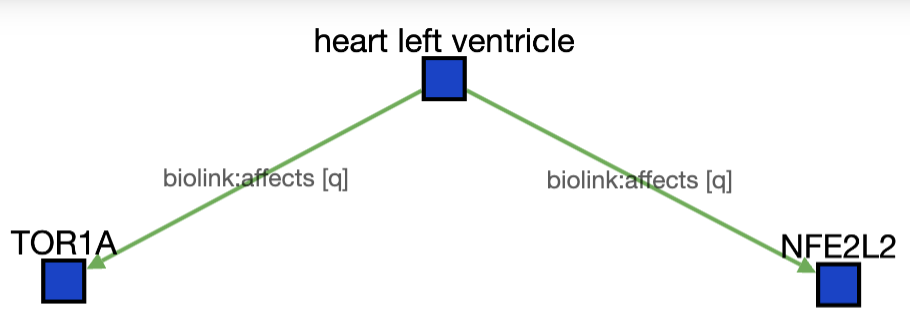 heart left ventricle
biolink:affects [q]
biolink:affects [q]
TOR1A
NFE2L2